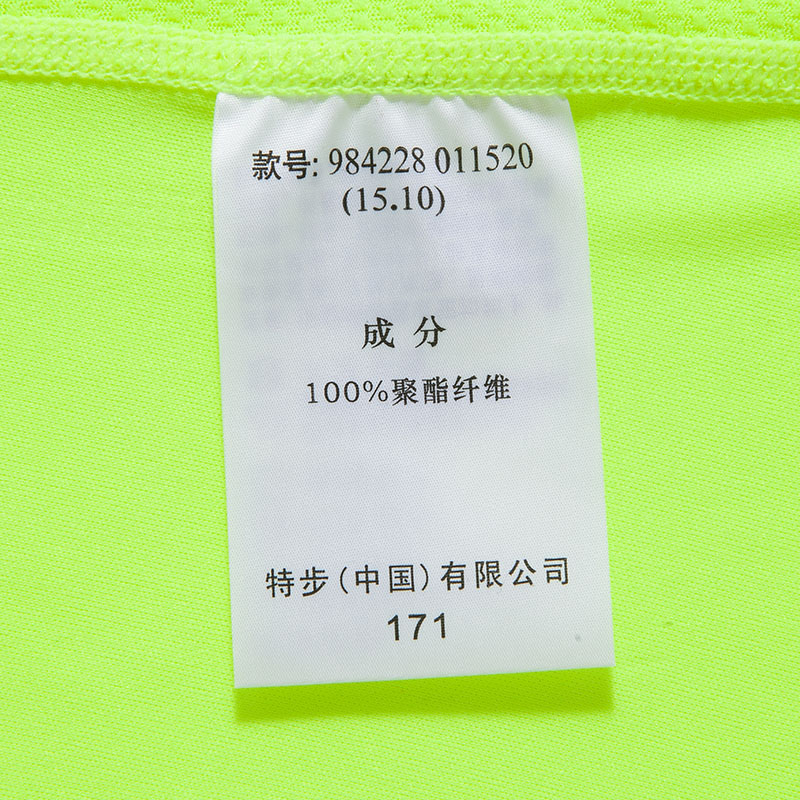 款号: 984228 011520
(15.10)
成 分
100%聚酯纤维
特步(中国)有限公司
171